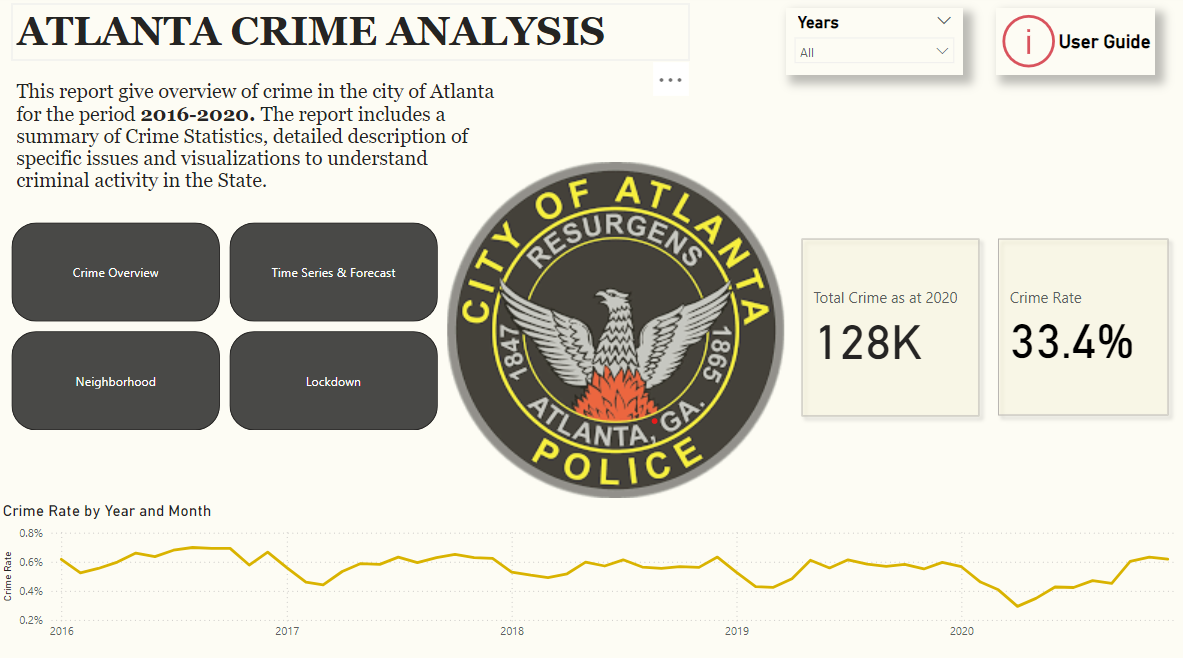 ATLANTA CRIME ANALYSIS
Years
All
User Guide
This report give overview of crime in the city of Atlanta
for the period 2016-2020. The report includes a
summary of Crime Statistics, detailed description of
specific issues and visualizations to understand
criminal activity in the State.
Crime Overview
Time Series & Forecast
Neighborhood
Lockdown
CITY OF ATLANTA
RESURGENS
1847
1865
ATLANTA, GA.
POLICE
Total Crime as at 2020
128K
Crime Rate
33.4%
Crime Rate by Year and Month
Crime Rate
0.8%
0.6%
0.4%
0.2%
2016
2017
2018
2019
2020